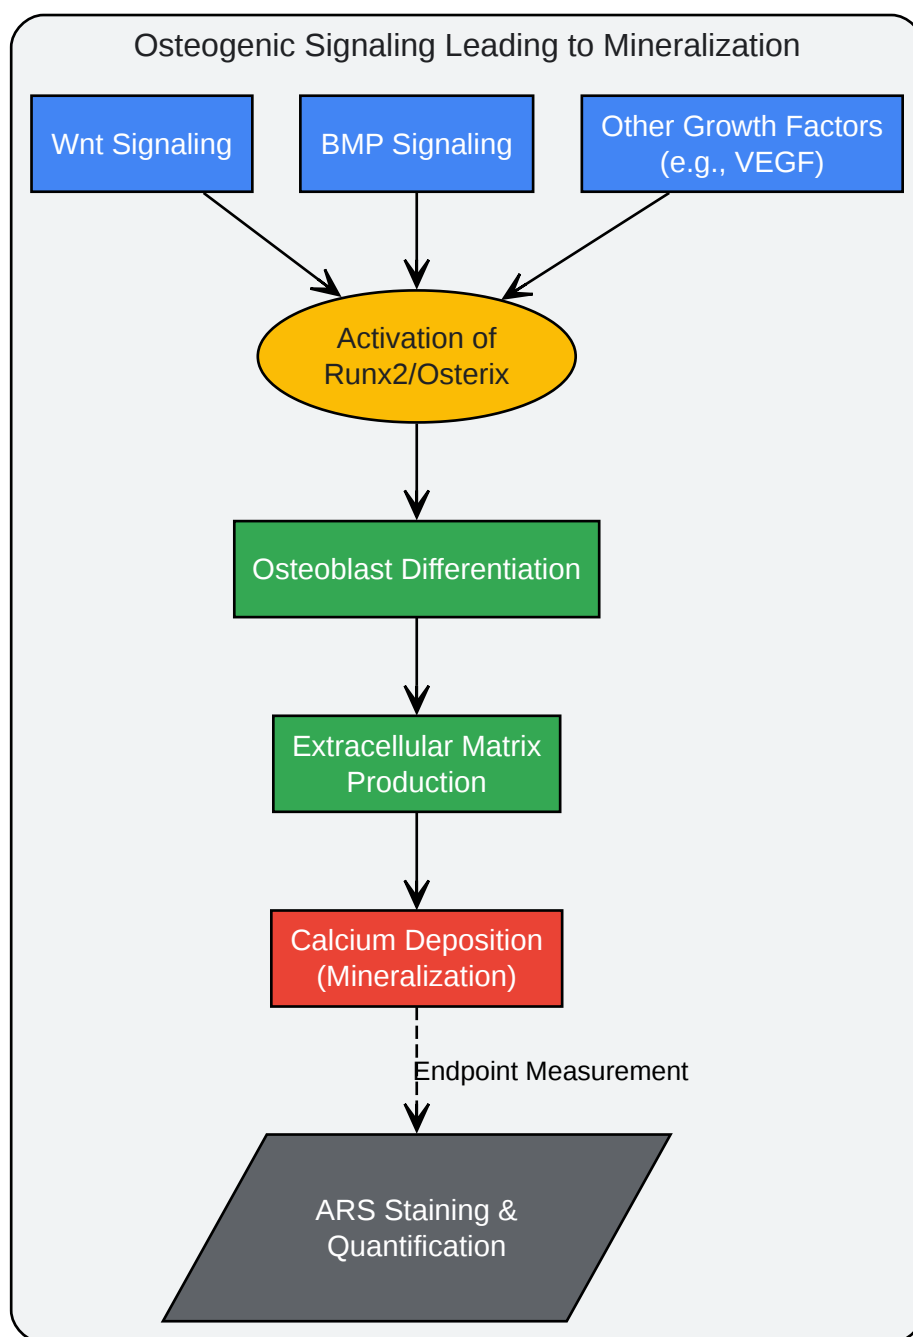 Osteogenic Signaling Leading to Mineralization
Wnt Signaling
BMP Signaling
Other Growth Factors
(e.g., VEGF)
Activation of
Runx2/Osterix
Osteoblast Differentiation
Extracellular Matrix
Production
Calcium Deposition
(Mineralization)
Endpoint Measurement
ARS Staining &
Quantification